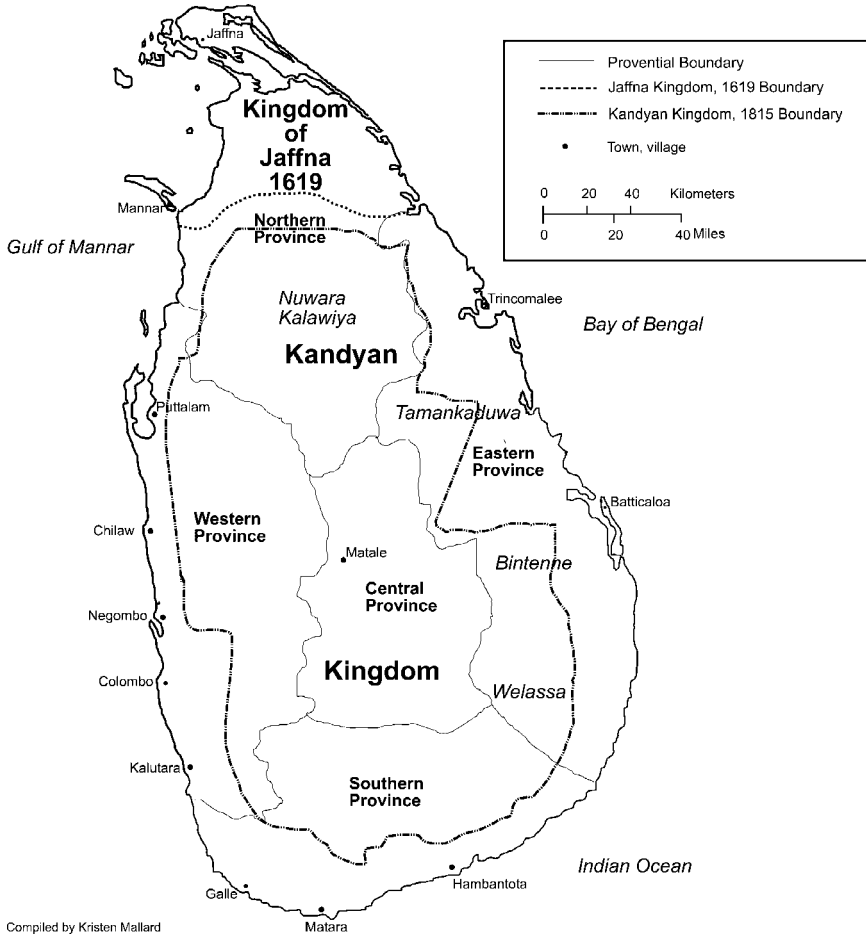 Jaffna
Provential Boundary
Jaffna Kingdom, 1619 Boundary
Kandyan Kingdom, 1815 Boundary
Town, village
0 20 40 Kilometers
0 20 40 Miles
Kingdom
of
Jaffna
1619
Mannar
Northern
Province
Gulf of Mannar
Nuwara
Kalawiya
Trincomalee
Bay of Bengal
Kandyan
Puttalam
Tamankaduwa
Eastern
Province
Batticaloa
Western
Province
Chilaw
Matale
Bintenne
Central
Province
Negombo
Kingdom
Colombo
Welassa
Kalutara
Southern
Province
Indian Ocean
Hambantota
Galle
Matara
Compiled by Kristen Mallard